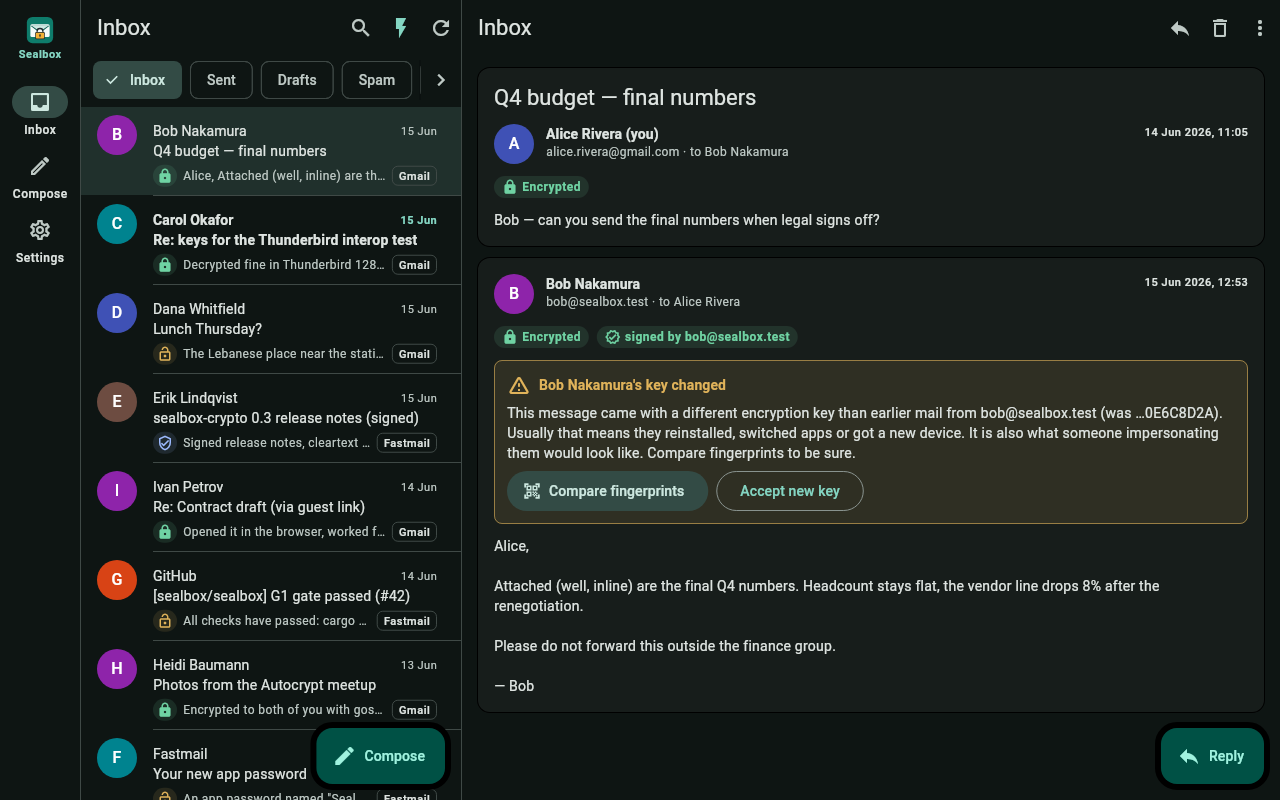 Sealbox
Inbox
Compose
Settings
Inbox
Inbox
Sent
Drafts
Spam
Bob Nakamura
15 Jun
Q4 budget — final numbers
Alice, Attached (well, inline) are th…
Gmail
Carol Okafor
15 Jun
Re: keys for the Thunderbird interop test
Decrypted fine in Thunderbird 128…
Gmail
Dana Whitfield
15 Jun
Lunch Thursday?
The Lebanese place near the stati…
Gmail
Erik Lindqvist
15 Jun
sealbox-crypto 0.3 release notes (signed)
Signed release notes, cleartext …
Fastmail
Ivan Petrov
14 Jun
Re: Contract draft (via guest link)
Opened it in the browser, worked f…
Gmail
GitHub
14 Jun
[sealbox/sealbox] G1 gate passed (#42)
All checks have passed: cargo …
Fastmail
Heidi Baumann
13 Jun
Photos from the Autocrypt meetup
Encrypted to both of you with gos…
Gmail
Fastmail
Your new app password
An app password named "Seal…
Fastmail
Compose
Inbox
Q4 budget — final numbers
Alice Rivera (you)
14 Jun 2026, 11:05
alice.rivera@gmail.com · to Bob Nakamura
Encrypted
Bob — can you send the final numbers when legal signs off?
Bob Nakamura
15 Jun 2026, 12:53
bob@sealbox.test · to Alice Rivera
Encrypted
signed by bob@sealbox.test
Bob Nakamura's key changed
This message came with a different encryption key than earlier mail from bob@sealbox.test (was …0E6C8D2A).
Usually that means they reinstalled, switched apps or got a new device. It is also what someone impersonating
them would look like. Compare fingerprints to be sure.
Compare fingerprints
Accept new key
Alice,
Attached (well, inline) are the final Q4 numbers. Headcount stays flat, the vendor line drops 8% after the
renegotiation.
Please do not forward this outside the finance group.
— Bob
Reply
B
C
D
E
I
G
H
F
A
B